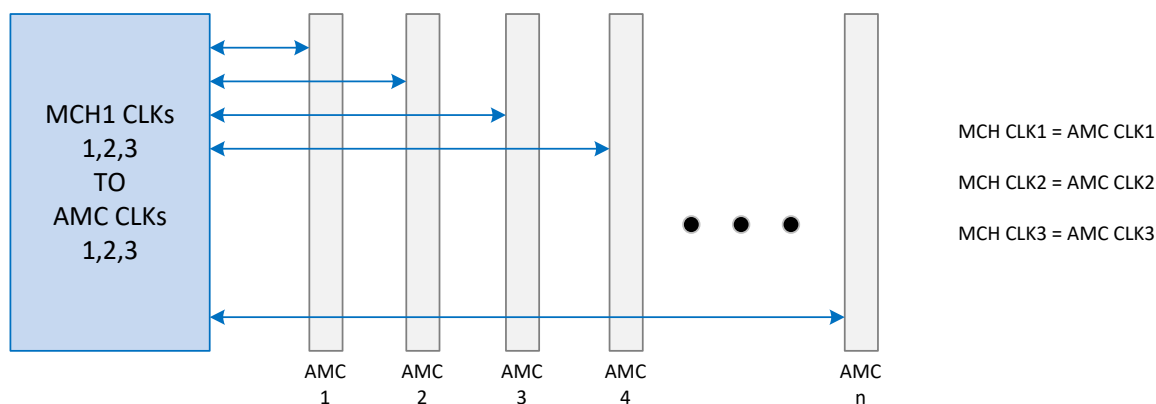 MCH1 CLKs
1,2,3
TO
AMC CLKs
1,2,3
MCH CLK1 = AMC CLK1
MCH CLK2 = AMC CLK2
MCH CLK3 = AMC CLK3
AMC
1
AMC
2
AMC
3
AMC
4
AMC
n